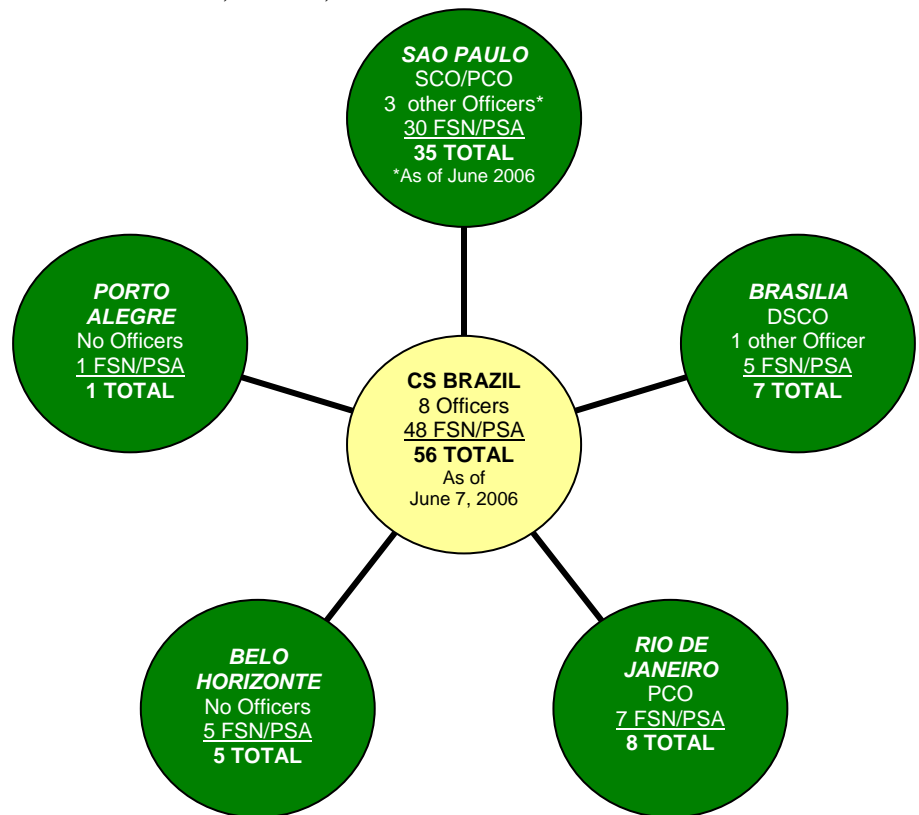 SAO PAULO
SCO/PCO
3 other Officers*
30 FSN/PSA
35 TOTAL
*As of June 2006
PORTO
ALEGRE
No Officers
1 FSN/PSA
1 TOTAL
BRASILIA
DSCO
1 other Officer
5 FSN/PSA
7 TOTAL
CS BRAZIL
8 Officers
48 FSN/PSA
56 TOTAL
As of
June 7, 2006
BELO
HORIZONTE
No Officers
5 FSN/PSA
5 TOTAL
RIO DE
JANEIRO
PCO
7 FSN/PSA
8 TOTAL